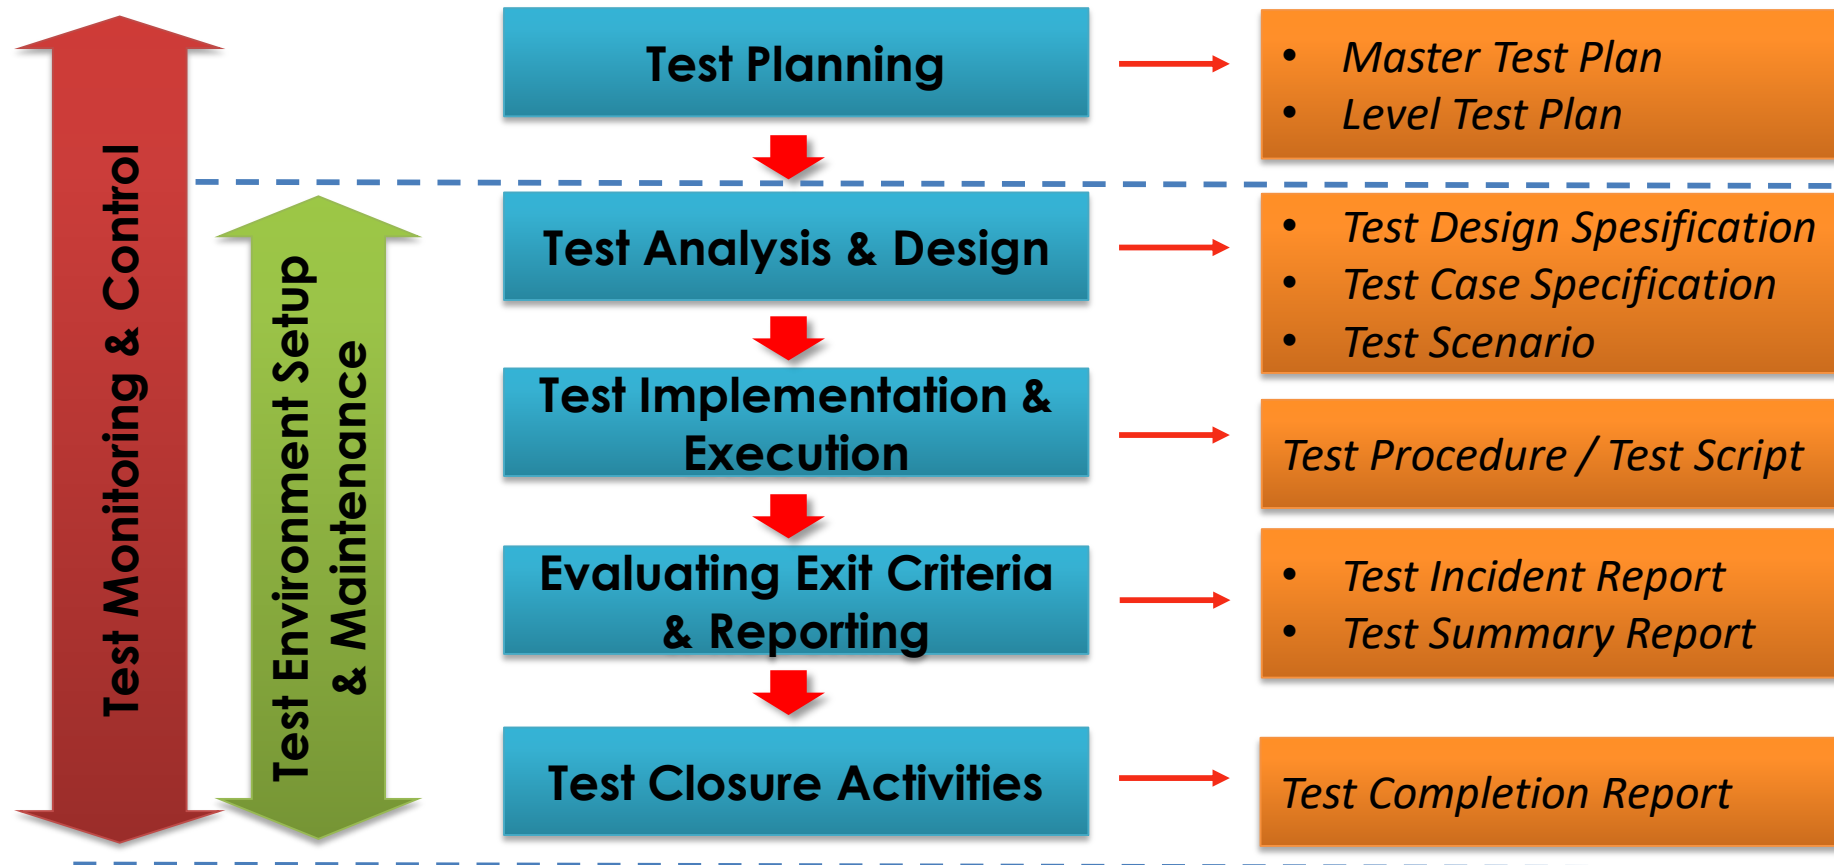 Test Monitoring & Control
Test Environment Setup
& Maintenance
Test Planning
• Master Test Plan
• Level Test Plan
Test Analysis & Design
• Test Design Spesification
• Test Case Specification
• Test Scenario
Test Implementation &
Execution
Test Procedure / Test Script
Evaluating Exit Criteria
& Reporting
• Test Incident Report
• Test Summary Report
Test Closure Activities
Test Completion Report